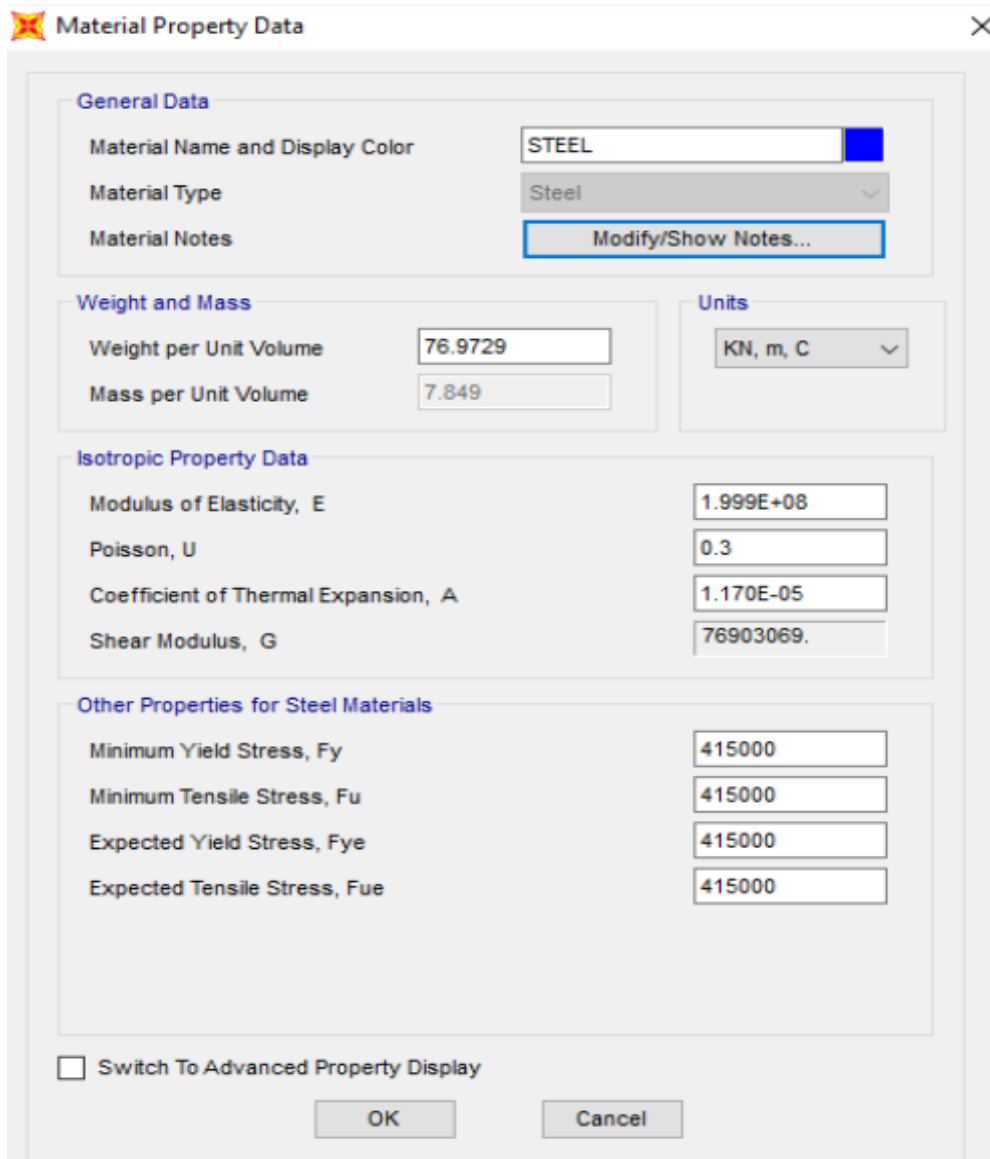 Material Property Data
General Data
Material Name and Display Color STEEL
Material Type Steel
Material Notes Modify/Show Notes...
Weight and Mass
Weight per Unit Volume 76.9729
Mass per Unit Volume 7.849
Units
KN, m, C
Isotropic Property Data
Modulus of Elasticity, E 1.999E+08
Poisson, U 0.3
Coefficient of Thermal Expansion, A 1.170E-05
Shear Modulus, G 76903069.
Other Properties for Steel Materials
Minimum Yield Stress, Fy 415000
Minimum Tensile Stress, Fu 415000
Expected Yield Stress, Fye 415000
Expected Tensile Stress, Fue 415000
Switch To Advanced Property Display
OK Cancel